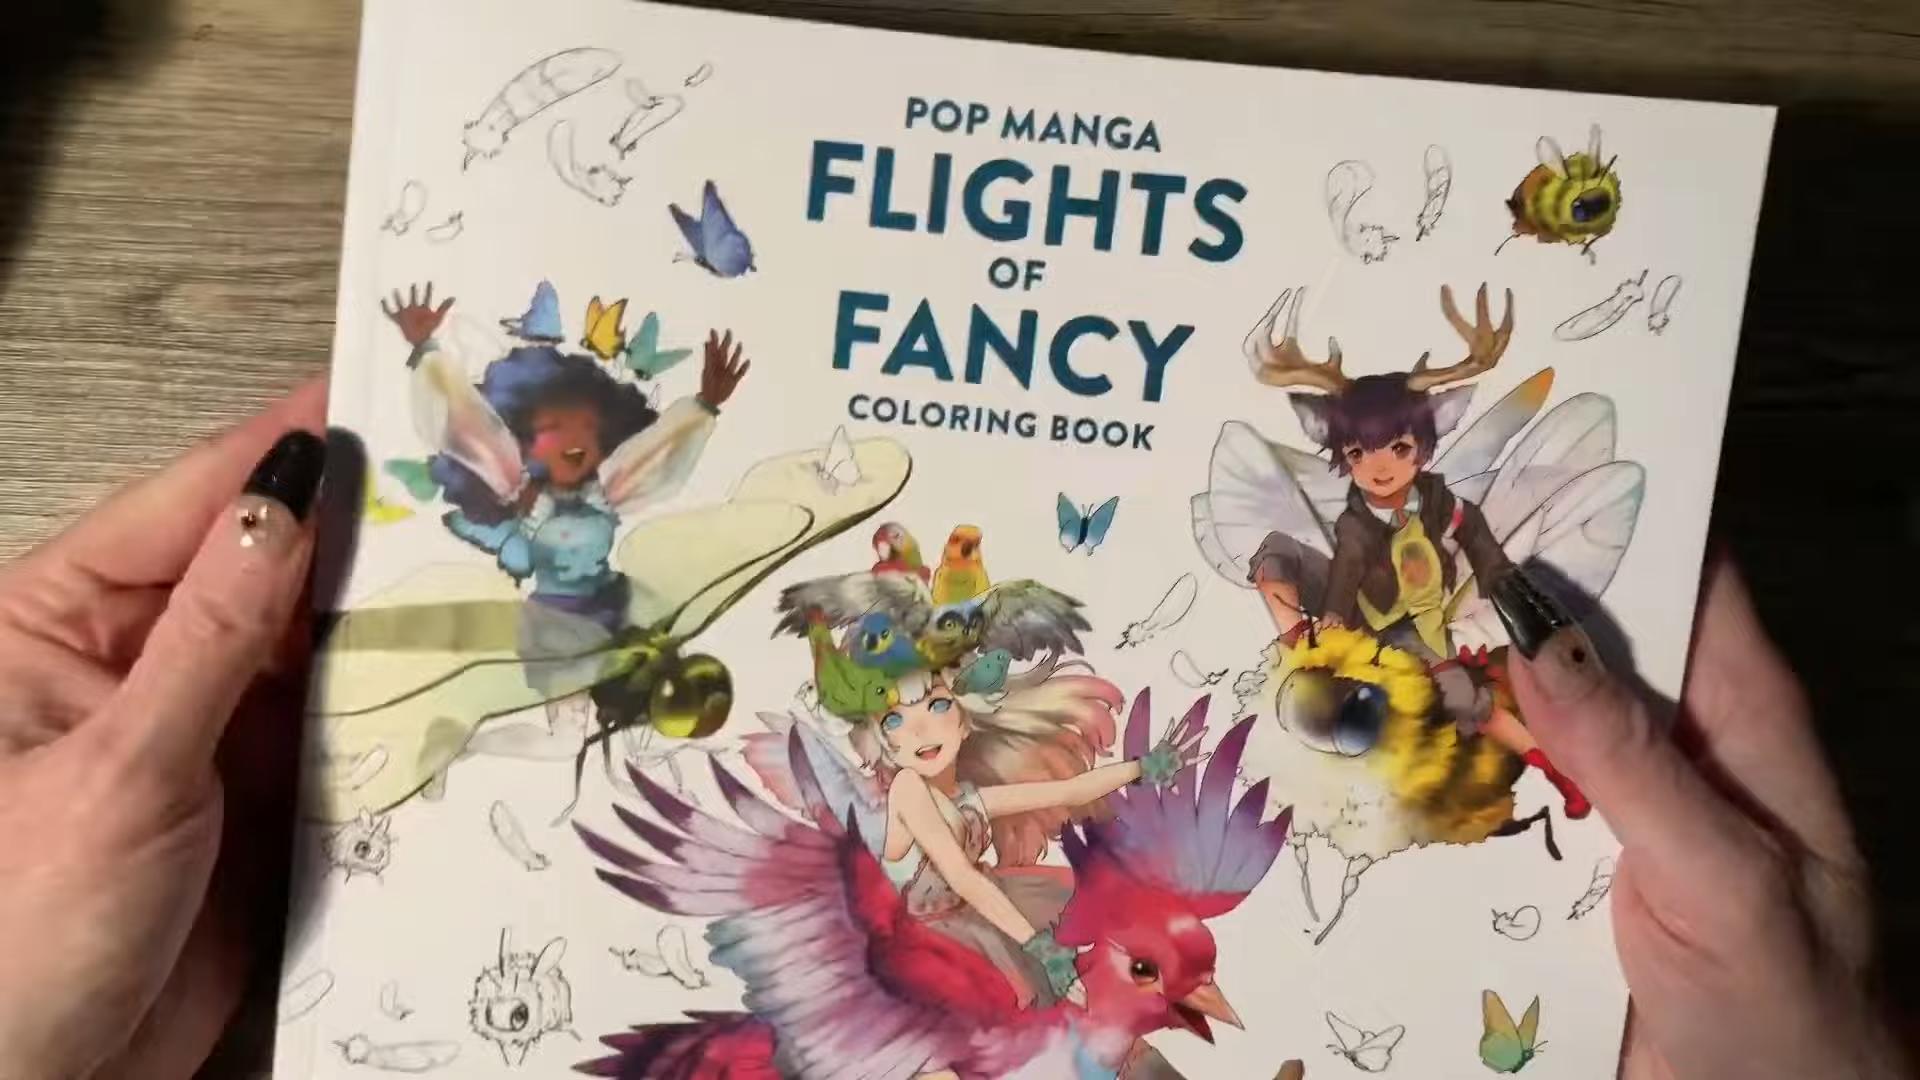 POP MANGA
FLIGHTS
OF
FANCY
COLORING BOOK